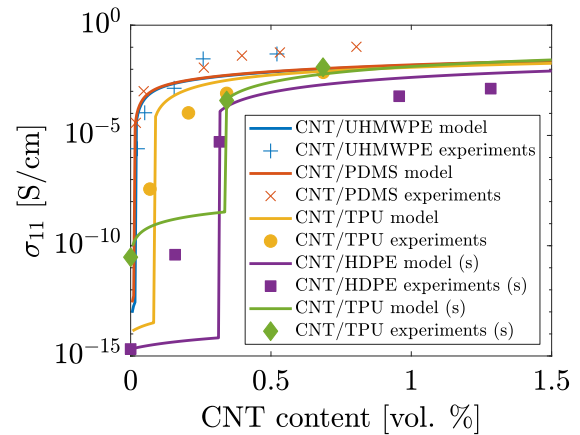 10^0
10^-5
10^-10
10^-15
σ_11 [S/cm]
CNT/UHMWPE model
CNT/UHMWPE experiments
CNT/PDMS model
CNT/PDMS experiments
CNT/TPU model
CNT/TPU experiments
CNT/HDPE model (s)
CNT/HDPE experiments (s)
CNT/TPU model (s)
CNT/TPU experiments (s)
0 0.5 1 1.5
CNT content [vol. %]